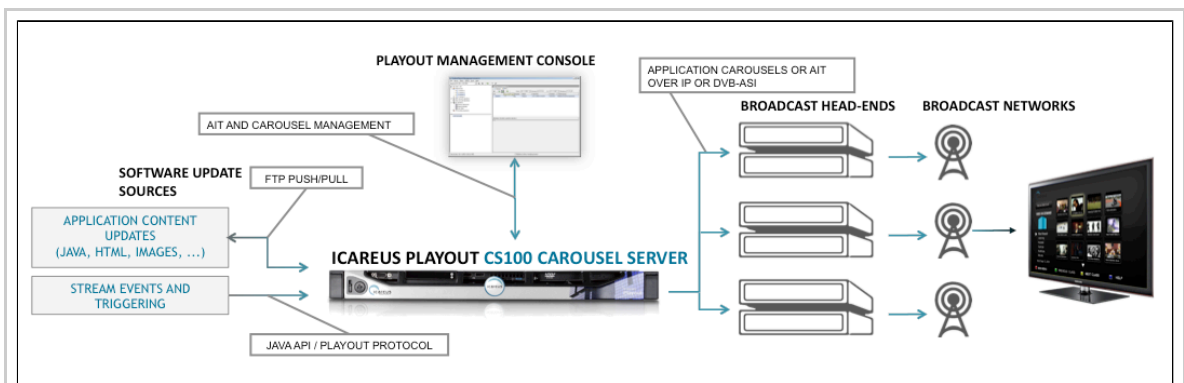 PLAYOUT MANAGEMENT CONSOLE
APPLICATION CAROUSELS OR AIT
OVER IP OR DVB-ASI
BROADCAST HEAD-ENDS
BROADCAST NETWORKS
AIT AND CAROUSEL MANAGEMENT
SOFTWARE UPDATE
SOURCES
FTP PUSH/PULL
APPLICATION CONTENT
UPDATES
(JAVA, HTML, IMAGES, ...)
ICAREUS PLAYOUT CS100 CAROUSEL SERVER
STREAM EVENTS AND
TRIGGERING
JAVA API / PLAYOUT PROTOCOL